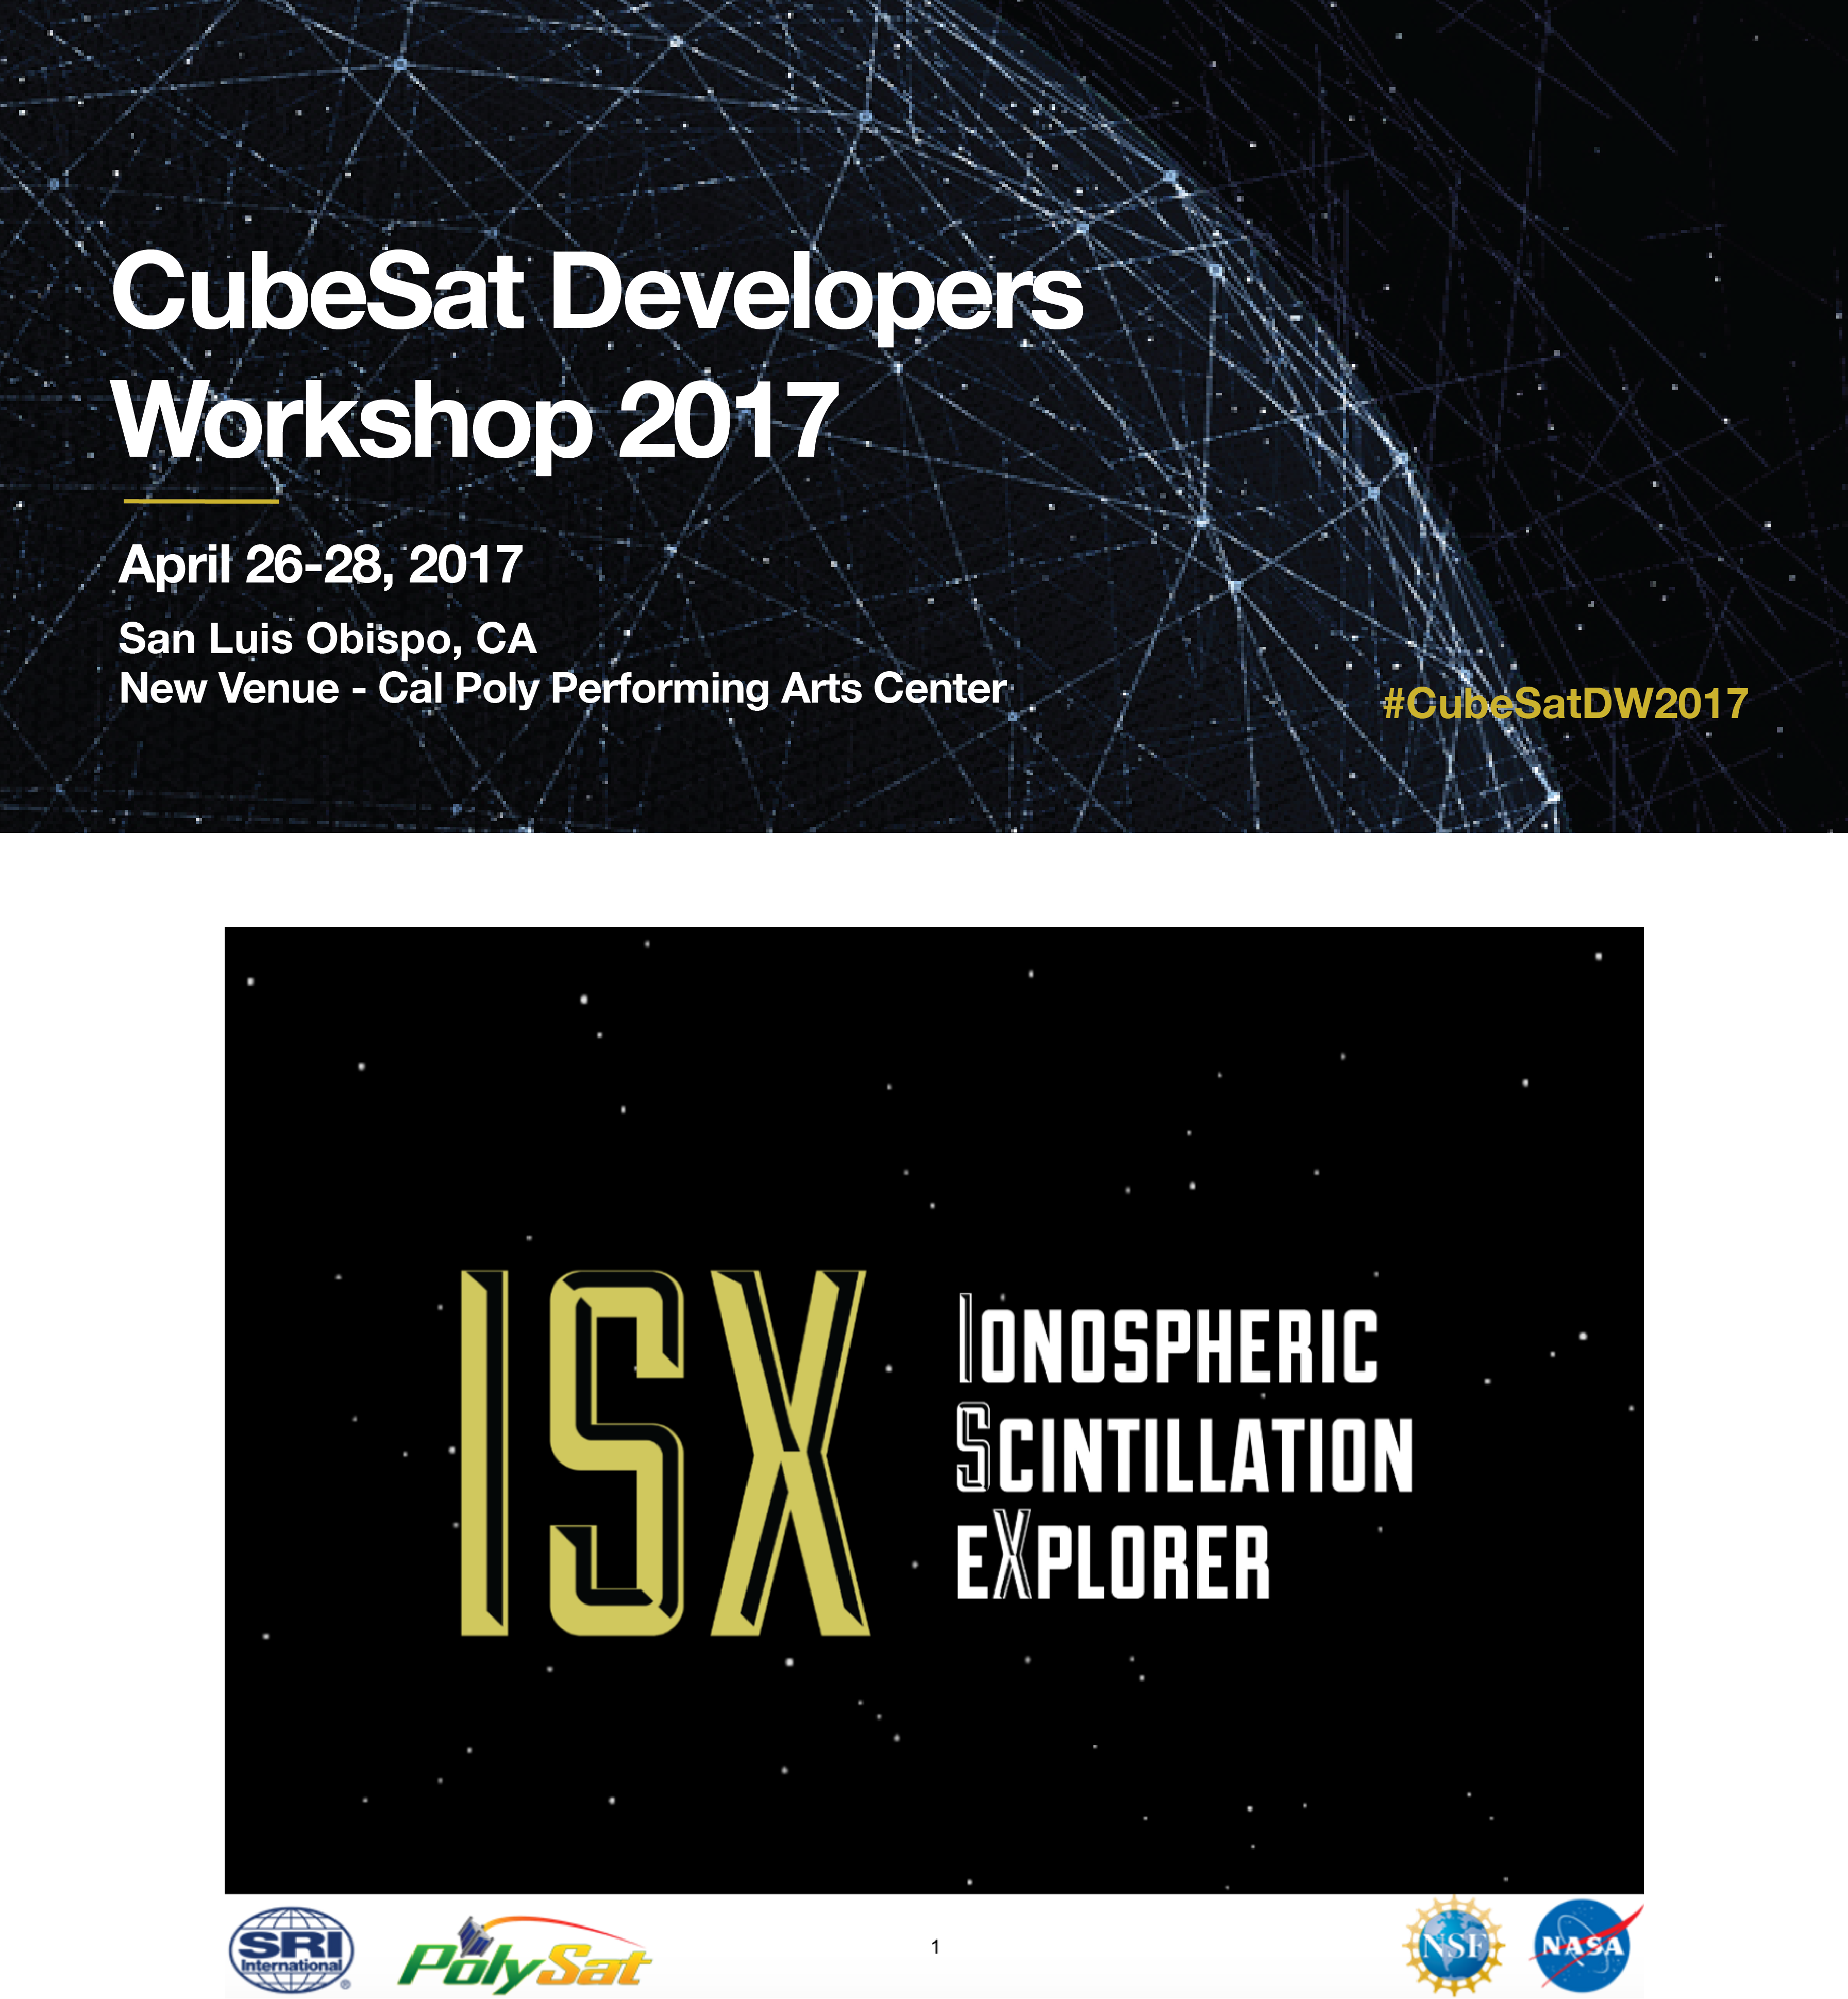 CubeSat Developers
Workshop 2017
April 26-28, 2017
San Luis Obispo, CA
New Venue - Cal Poly Performing Arts Center
#CubeSatDW2017
ISX
IONOSPHERIC
SCINTILLATION
EXPLORER
SRI
International
®
PolySat
1
NSF
NASA